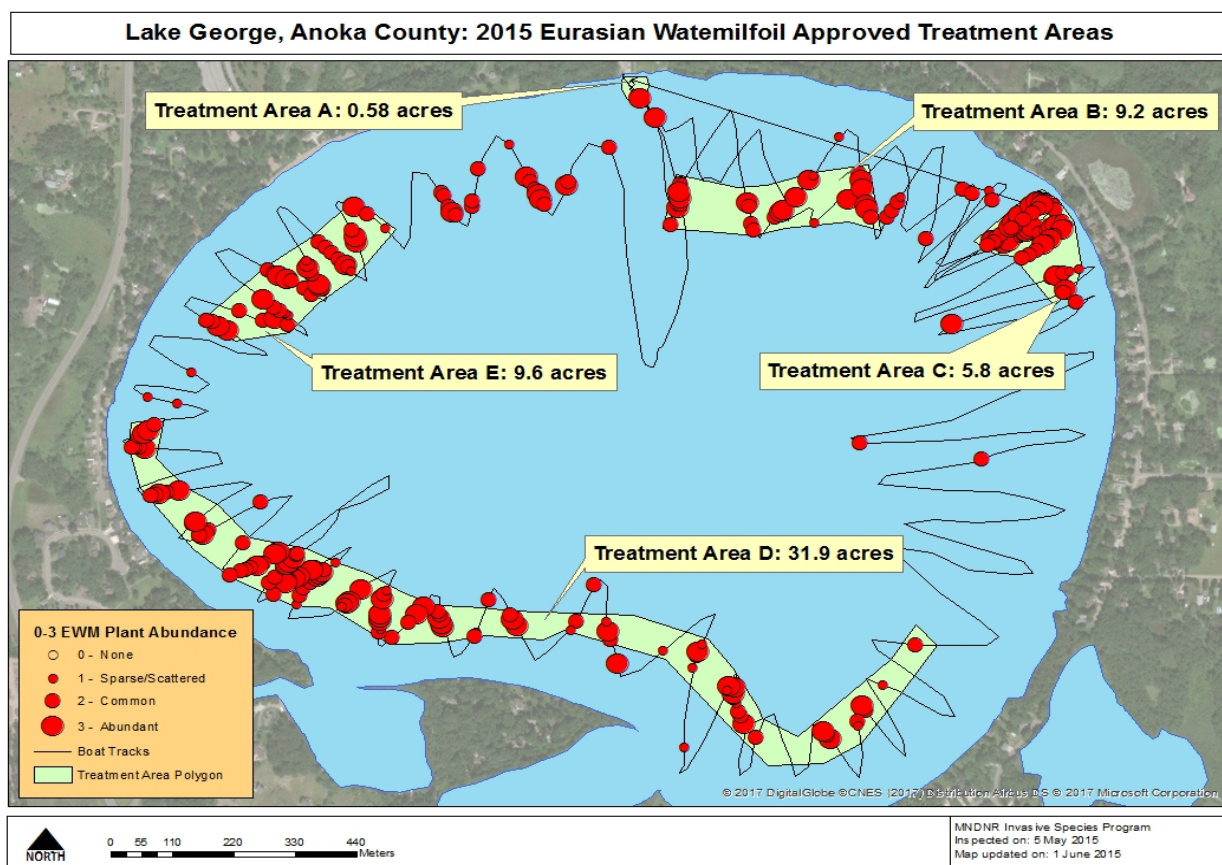 Lake George, Anoka County: 2015 Eurasian Watemilfoil Approved Treatment Areas
Treatment Area A: 0.58 acres
Treatment Area B: 9.2 acres
Treatment Area E: 9.6 acres
Treatment Area C: 5.8 acres
Treatment Area D: 31.9 acres
0-3 EWM Plant Abundance
0 - None
1 - Sparse/Scattered
2 - Common
3 - Abundant
Boat Tracks
Treatment Area Polygon
© 2017 DigitalGlobe ©CNES (2017) Distribution Airbus DS © 2017 Microsoft Corporation
NORTH
0 55 110 220 330 440
Meters
MNDNR Invasive Species Program
Inspected on: 5 May 2015
Map updated on: 1 June 2015